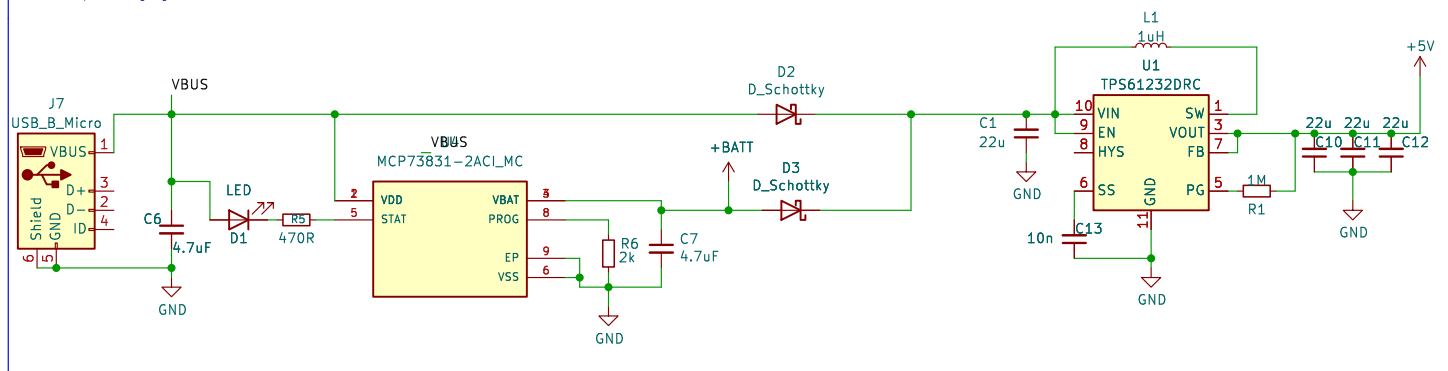 L1
1uH
+5V
U1
D2
VBUS
D_Schottky
TPS61232DRC
J7
USB_B_Micro
10 VIN SW 1
C1
22u
22u 22u 22u
9 EN VOUT 3
C10 C11 C12
VBUS 1
+BATT
MCP73831-2ACI_MC
8 HYS FB 7
D3
D_Schottky
D+ 3
LED
VDD VBAT
6 SS PG 5
1M
R1
GND
GND
D- 2
5 STAT PROG 8
R5
470R
D1
C6
4.7uF
ID 4
Shield
GND
6 5
R6
2k
C7
4.7uF
EP 9
VSS 6
11
10n
C13
GND
GND
GND
GND